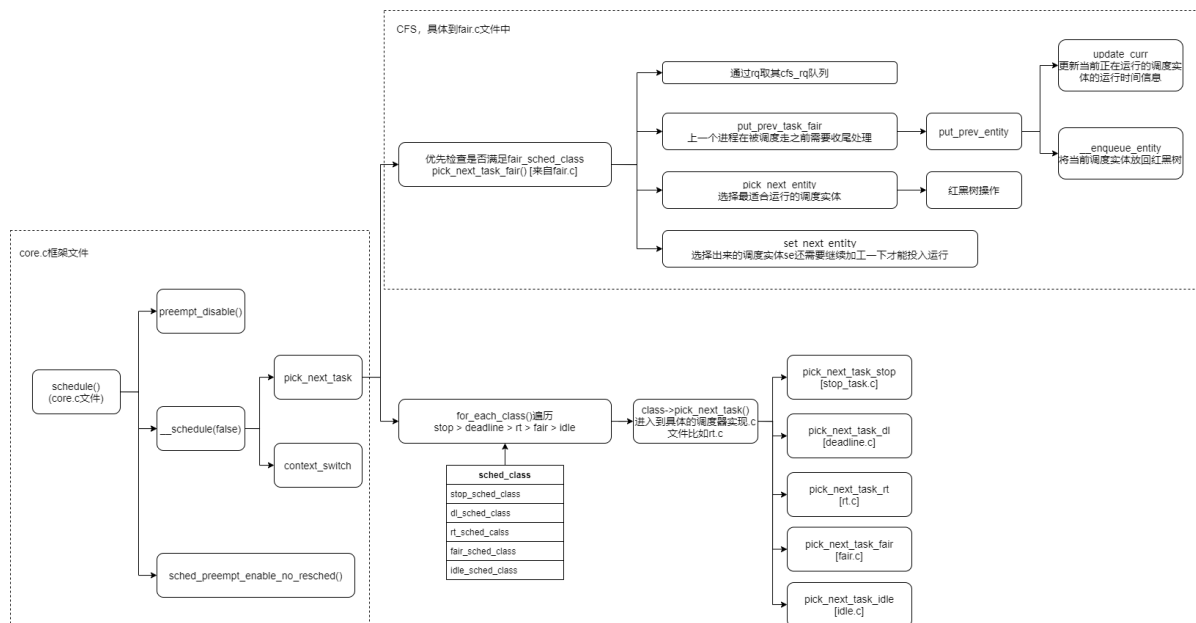 CFS，具体到fair.c文件中
update_curr
更新当前正在运行的调度实
体的运行时间信息
通过rq取其cfs_rq队列
put_prev_task_fair
上一个进程在被调度走之前需要收尾处理
put_prev_entity
__enqueue_entity
将当前调度实体放回红黑树
优先检查是否满足fair_sched_class
pick_next_task_fair() [来自fair.c]
pick_next_entity
选择最适合运行的调度实体
红黑树操作
set_next_entity
选择出来的调度实体se还需要继续加工一下才能投入运行
core.c框架文件
preempt_disable()
schedule()
(core.c文件)
pick_next_task
__schedule(false)
context_switch
sched_preempt_enable_no_resched()
for_each_class()遍历
stop > deadline > rt > fair > idle
class->pick_next_task()
进入到具体的调度器实现.c
文件比如rt.c
sched_class
stop_sched_class
dl_sched_class
rt_sched_calss
fair_sched_class
idle_sched_class
pick_next_task_stop
[stop_task.c]
pick_next_task_dl
[deadline.c]
pick_next_task_rt
[rt.c]
pick_next_task_fair
[fair.c]
pick_next_task_idle
[idle.c]